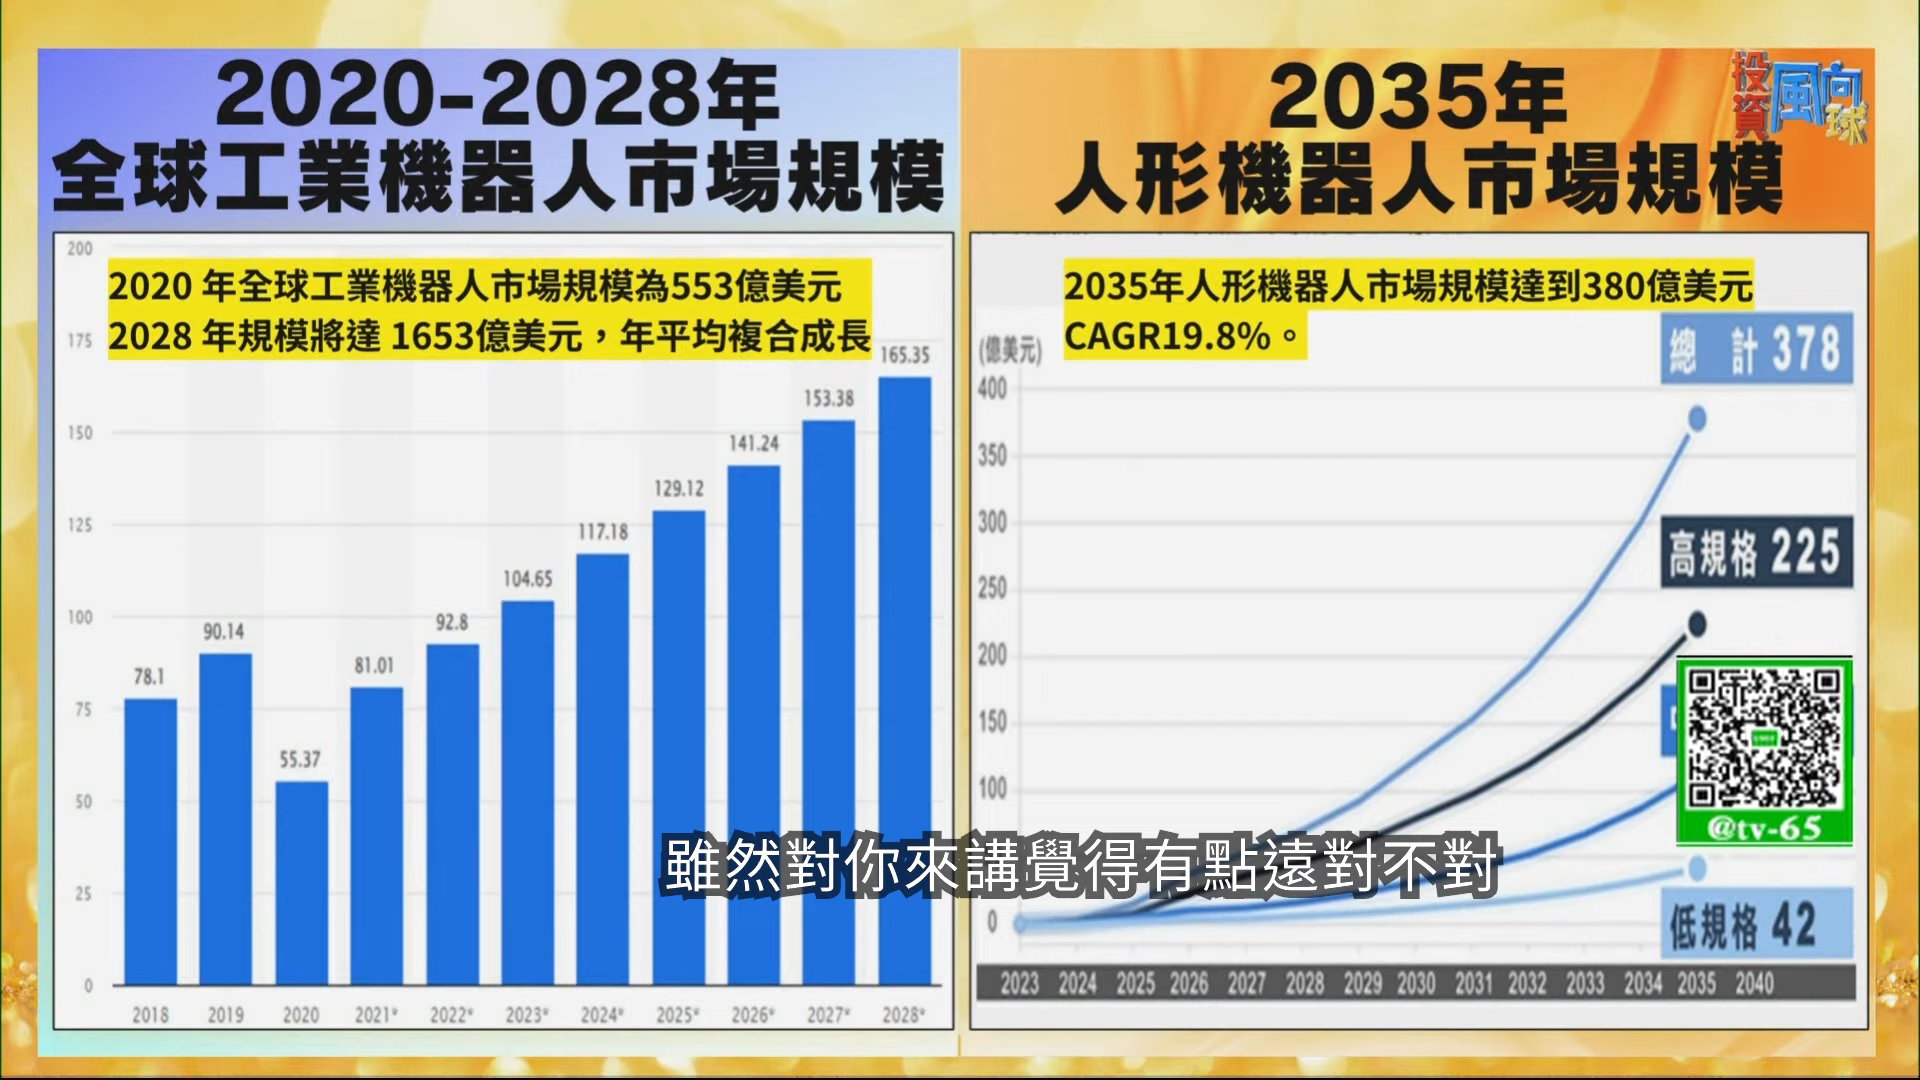 2020-2028年
全球工業機器人市場規模
2020 年全球工業機器人市場規模為553億美元
2028 年規模將達 1653億美元，年平均複合成長
200
175
150
125
100
75
50
25
0
78.1
90.14
55.37
81.01
92.8
104.65
117.18
129.12
141.24
153.38
165.35
2018 2019 2020 2021* 2022* 2023* 2024* 2025* 2026* 2027* 2028*
2035年
人形機器人市場規模
投資風向球
2035年人形機器人市場規模達到380億美元
CAGR19.8%。
(億美元)
400
350
300
250
200
150
100
0
總 計 378
高規格 225
低規格 42
@tv-65
2023 2024 2025 2026 2027 2028 2029 2030 2031 2032 2033 2034 2035 2040
雖然對你來講覺得有點遠對不對